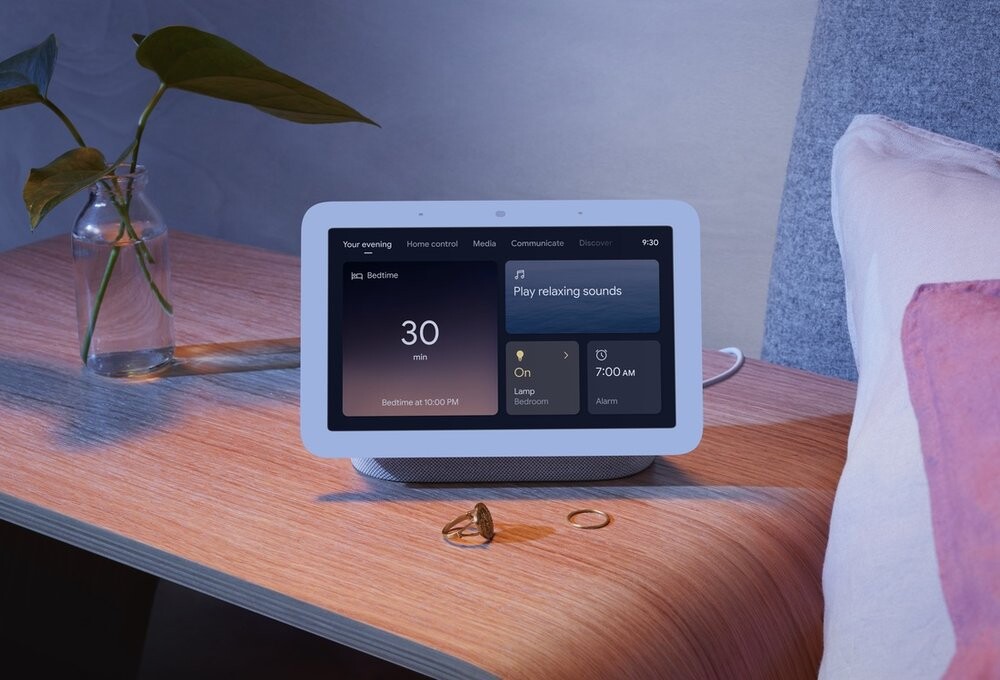 Your evening Home control Media Communicate Discover 9:30
Bedtime
30
min
Bedtime at 10:00 PM
Play relaxing sounds
On
Lamp
Bedroom
7:00 AM
Alarm